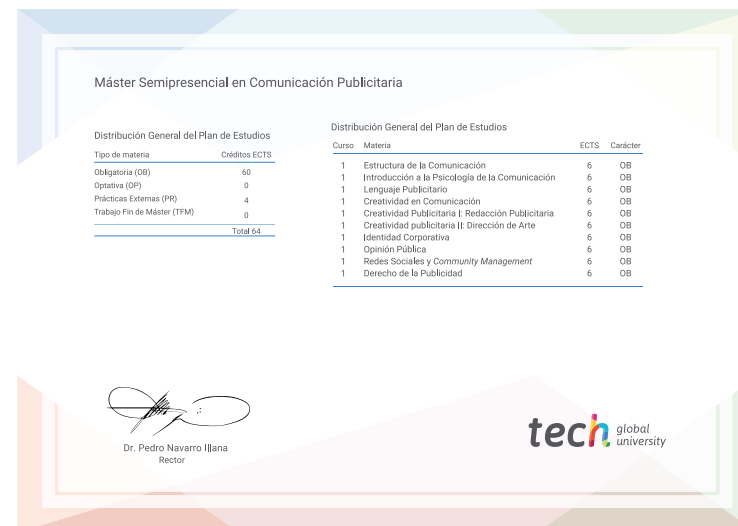 Máster Semipresencial en Comunicación Publicitaria
Distribución General del Plan de Estudios
Tipo de materia Créditos ECTS
Obligatoria (OB) 60
Optativa (OP) 0
Prácticas Externas (PR) 4
Trabajo Fin de Máster (TFM) 0
Total 64
Distribución General del Plan de Estudios
Curso Materia ECTS Carácter
1 Estructura de la Comunicación 6 OB
1 Introducción a la Psicología de la Comunicación 6 OB
1 Lenguaje Publicitario 6 OB
1 Creatividad en Comunicación 6 OB
1 Creatividad Publicitaria I: Redacción Publicitaria 6 OB
1 Creatividad publicitaria II: Dirección de Arte 6 OB
1 Identidad Corporativa 6 OB
1 Opinión Pública 6 OB
1 Redes Sociales y Community Management 6 OB
1 Derecho de la Publicidad 6 OB
Dr. Pedro Navarro Illana
Rector
tech global
university